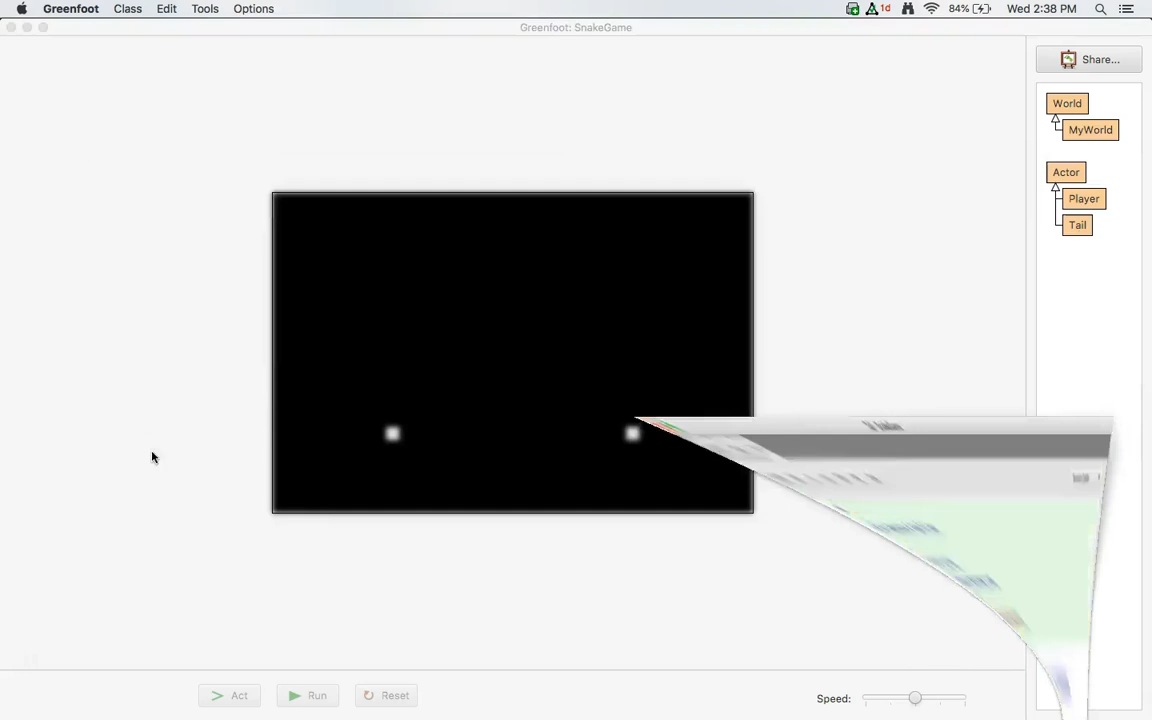 Greenfoot Class Edit Tools Options 1d 84% Wed 2:38 PM
Greenfoot: SnakeGame
Share...
World
MyWorld
Actor
Player
Tail
Act Run Reset Speed: